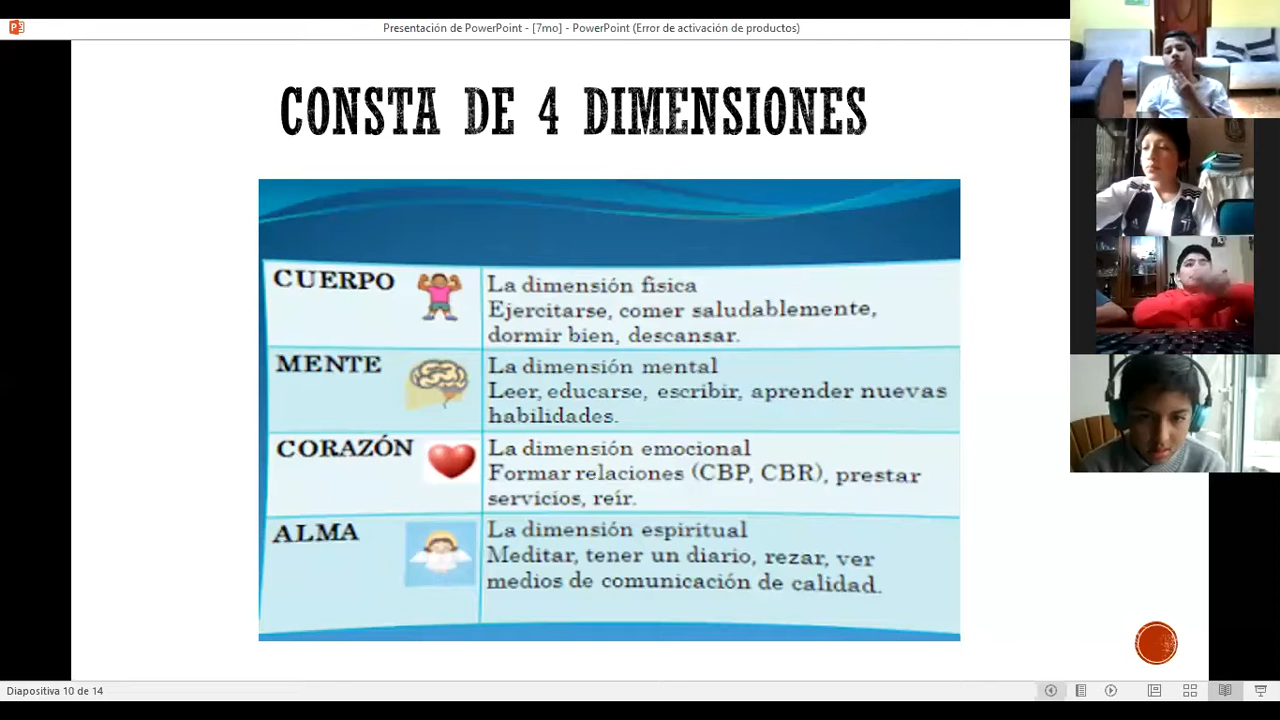 Presentación de PowerPoint - [7mo] - PowerPoint (Error de activación de productos)
CONSTA DE 4 DIMENSIONES
CUERPO
La dimensión física
Ejercitarse, comer saludablemente,
dormir bien, descansar.
MENTE
La dimensión mental
Leer, educarse, escribir, aprender nuevas
habilidades.
CORAZÓN
La dimensión emocional
Formar relaciones (CBP, CBR), prestar
servicios, reír.
ALMA
La dimensión espiritual
Meditar, tener un diario, rezar, ver
medios de comunicación de calidad.
Diapositiva 10 de 14